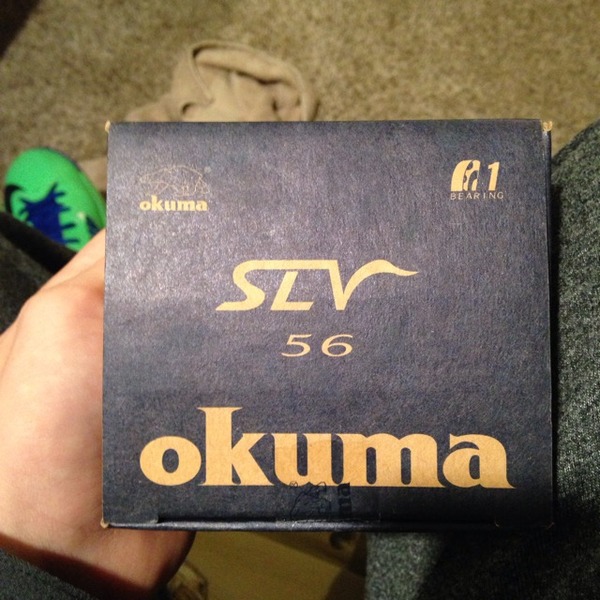 okuma
1
BEARING
SLV
56
okuma